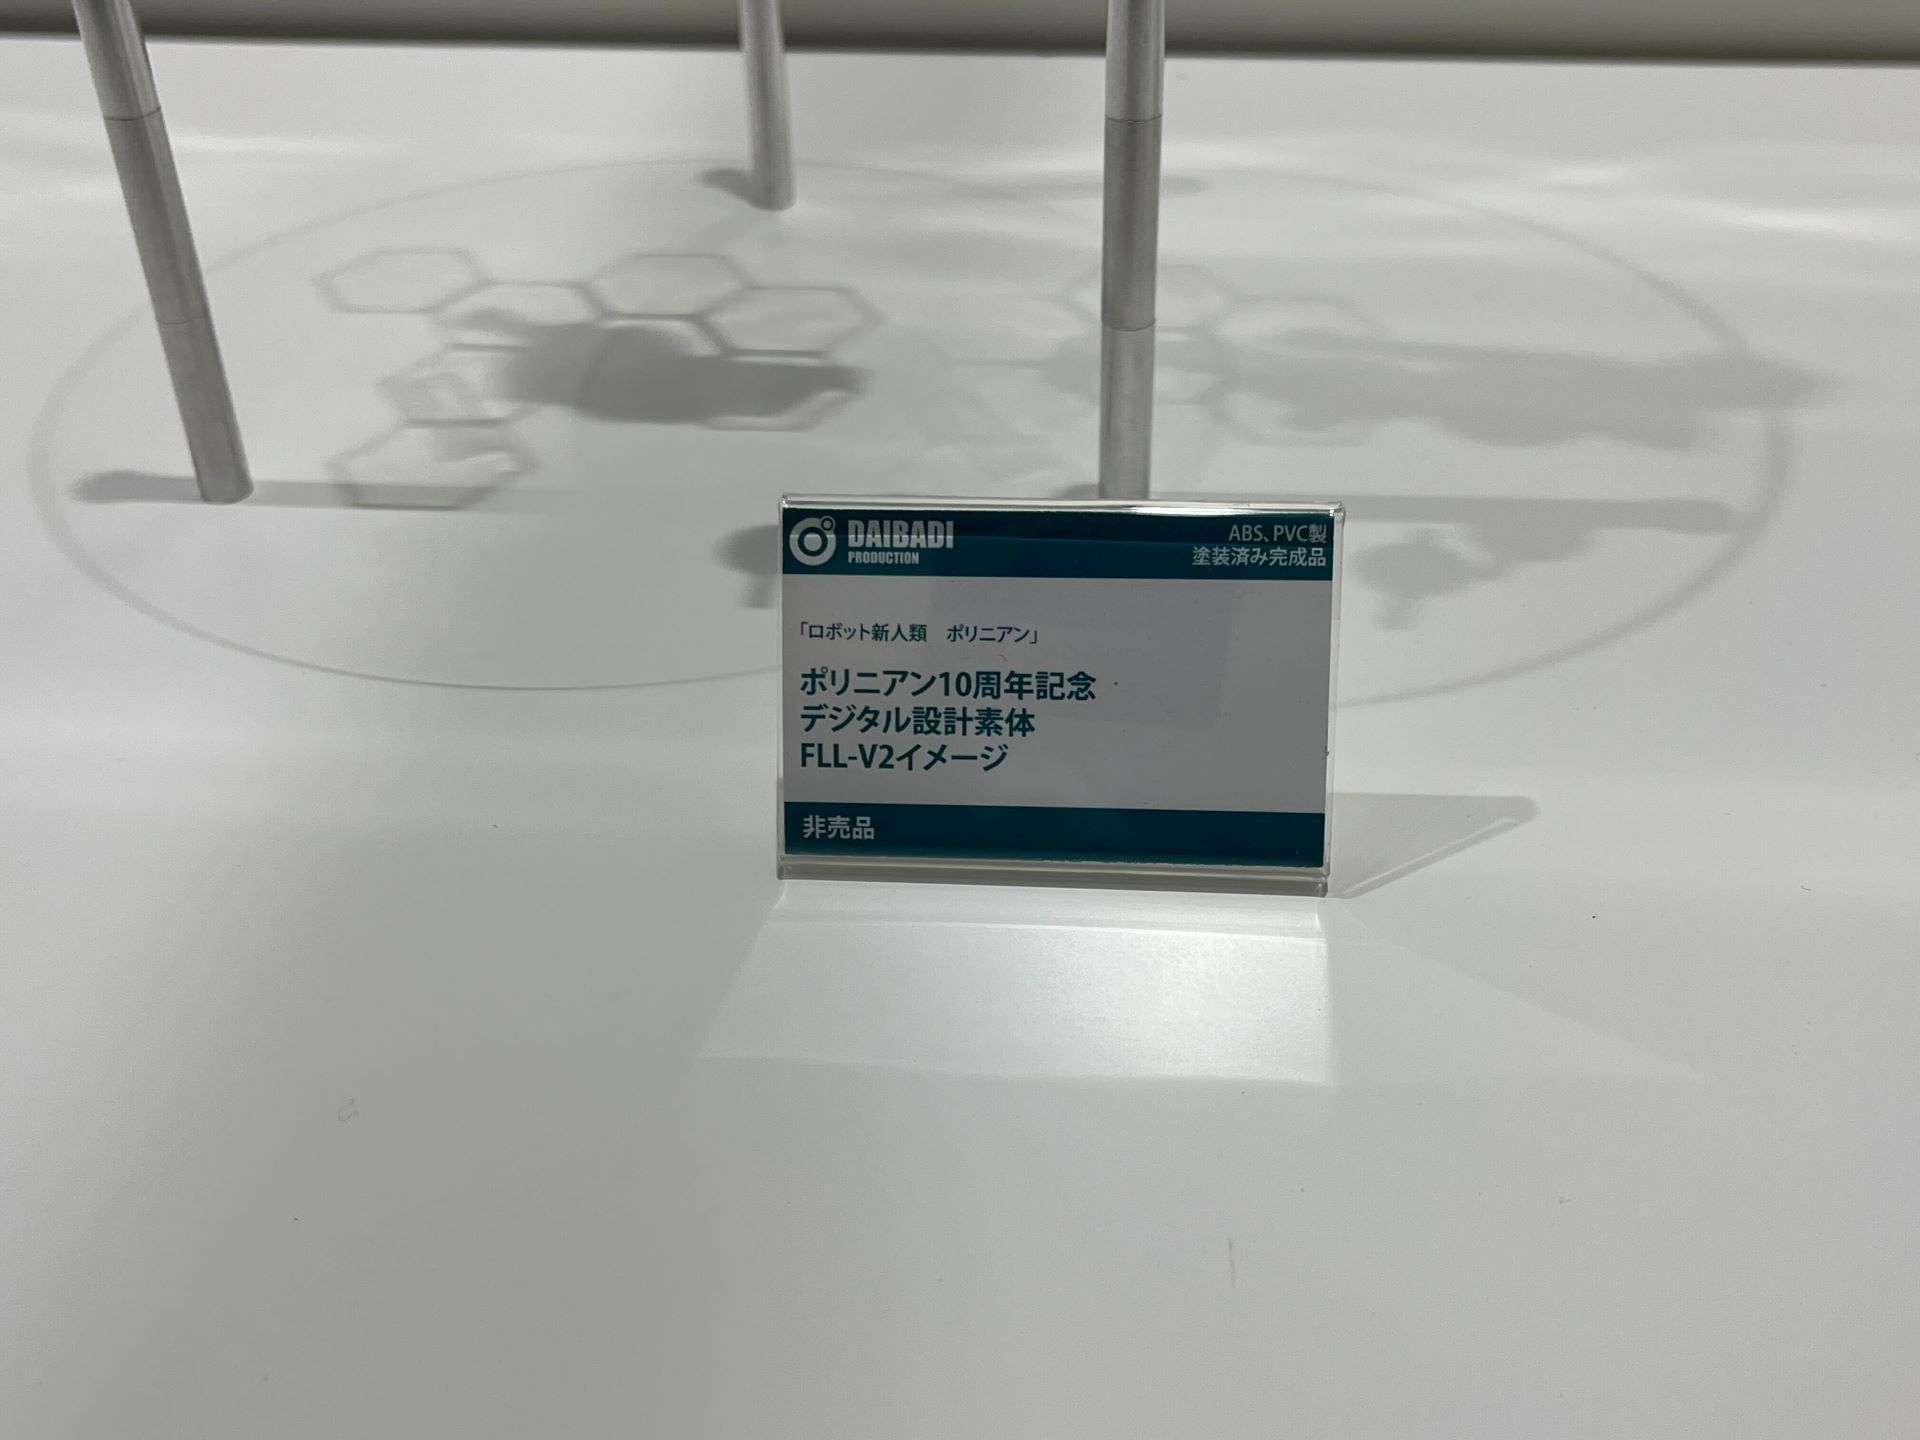 DAIBADI
PRODUCTION
ABS、PVC製
塗装済み完成品
「ロボット新人類　ポリニアン」
ポリニアン10周年記念
デジタル設計素体
FLL-V2イメージ
非売品